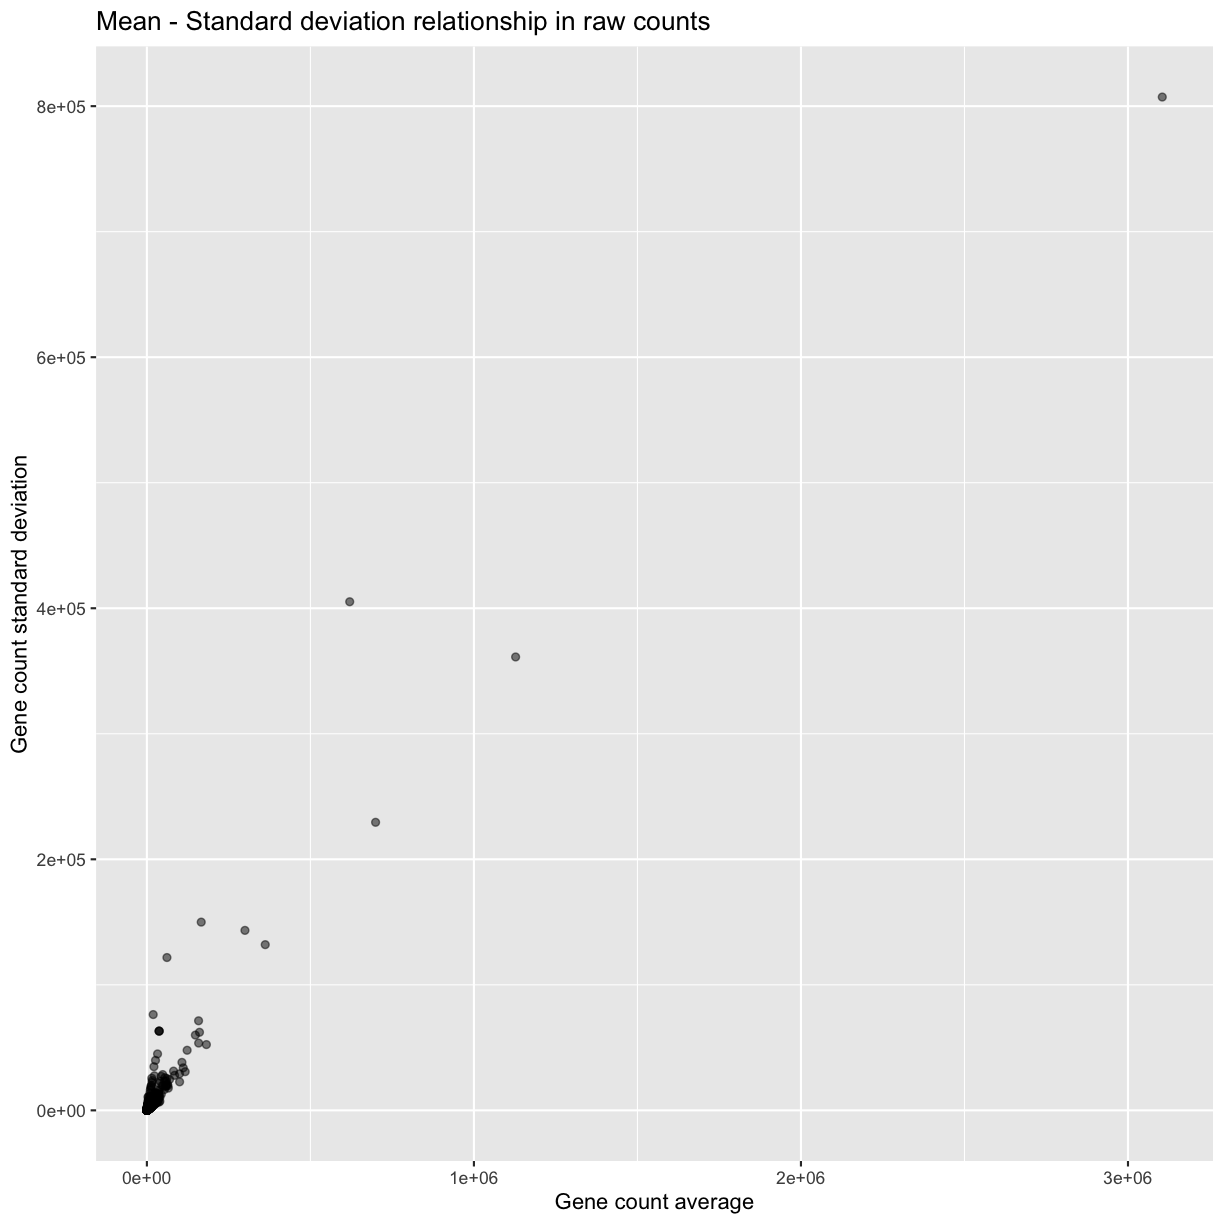 Mean - Standard deviation relationship in raw counts
8e+05
6e+05
4e+05
2e+05
0e+00
Gene count standard deviation
0e+00
1e+06
2e+06
3e+06
Gene count average